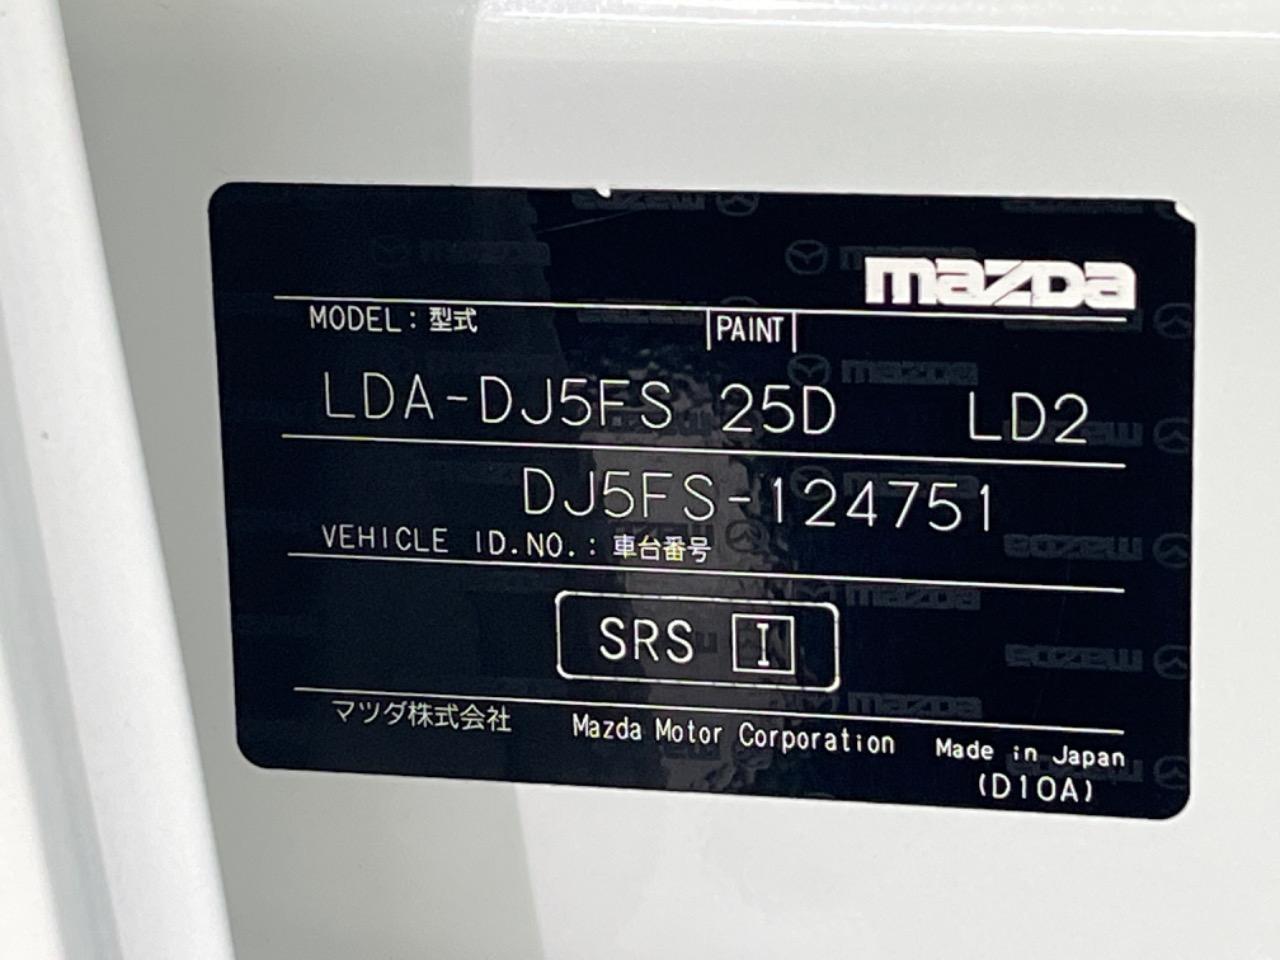 mazda
MODEL: 型式 PAINT
LDA-DJ5FS 25D LD2
DJ5FS-124751
VEHICLE ID.NO.: 車台番号
SRS I
マツダ株式会社 Mazda Motor Corporation Made in Japan
(D10A)